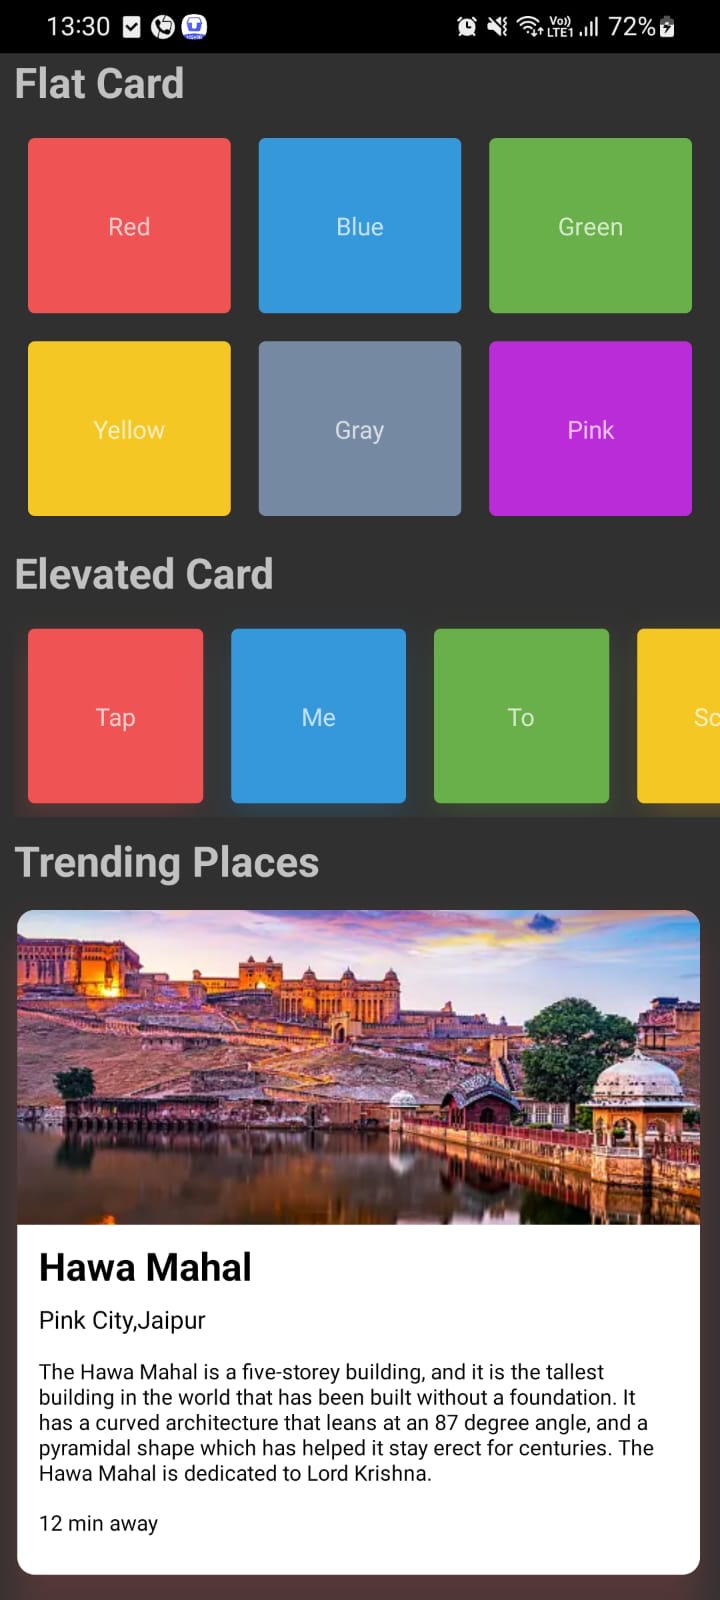 13:30 Vo)) LTE1 72%
Flat Card
Red Blue Green
Yellow Gray Pink
Elevated Card
Tap Me To Sc
Trending Places
Hawa Mahal
Pink City,Jaipur
The Hawa Mahal is a five-storey building, and it is the tallest
building in the world that has been built without a foundation. It
has a curved architecture that leans at an 87 degree angle, and a
pyramidal shape which has helped it stay erect for centuries. The
Hawa Mahal is dedicated to Lord Krishna.
12 min away